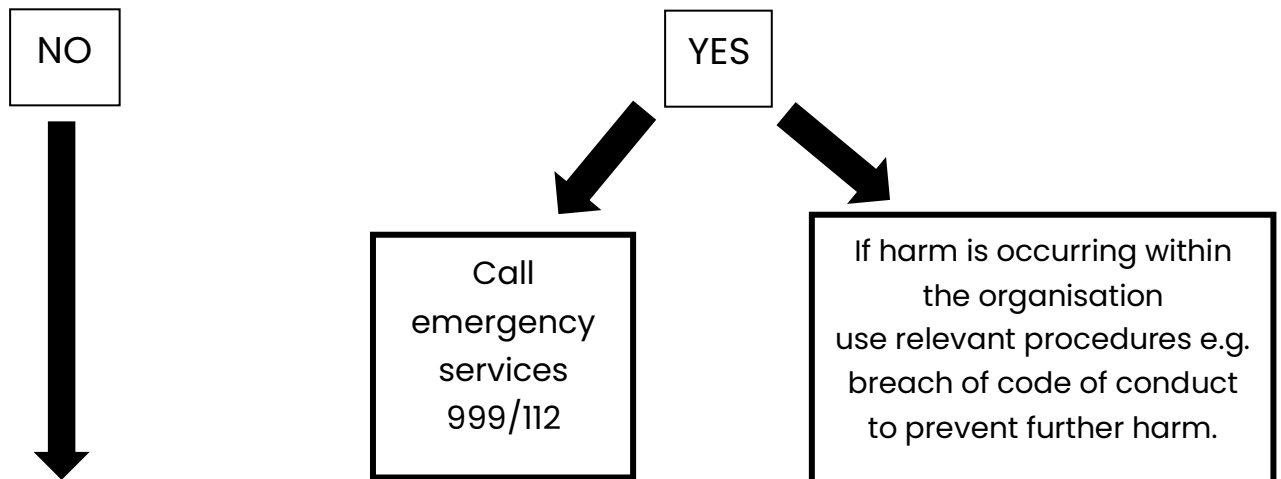 NO
YES
Call
emergency
services
999/112
If harm is occurring within
the organisation
use relevant procedures e.g.
breach of code of conduct
to prevent further harm.